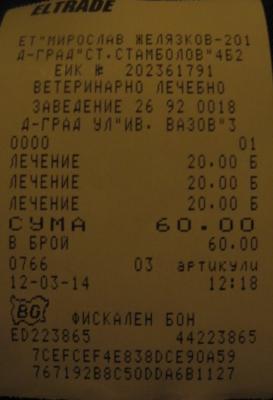 ELTRADE
ЕТ"МИРОСЛАВ ЖЕЛЯЗКОВ-201
Д-ГРАД"СТ.СТАМБОЛОВ"4Б2
ЕИК № 202361791
ВЕТЕРИНАРНО ЛЕЧЕБНО
ЗАВЕДЕНИЕ 26 92 0018
Д-ГРАД УЛ"ИВ. ВАЗОВ"3
0000 01
ЛЕЧЕНИЕ 20.00 Б
ЛЕЧЕНИЕ 20.00 Б
ЛЕЧЕНИЕ 20.00 Б
СУМА 60.00
В БРОЙ 60.00
0766 03 артикули
12-03-14 12:18
BG ФИСКАЛЕН БОН
ED223865 44223865
7CEFCEF4E838DCE90A59
767192B8C50DDA6B1127